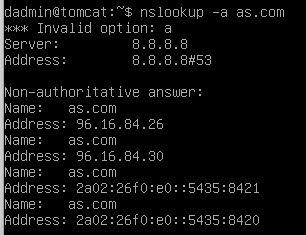 dadmin@tomcat:~$ nslookup -a as.com
*** Invalid option: a
Server:         8.8.8.8
Address:        8.8.8.8#53

Non-authoritative answer:
Name:   as.com
Address: 96.16.84.26
Name:   as.com
Address: 96.16.84.30
Name:   as.com
Address: 2a02:26f0:e0::5435:8421
Name:   as.com
Address: 2a02:26f0:e0::5435:8420